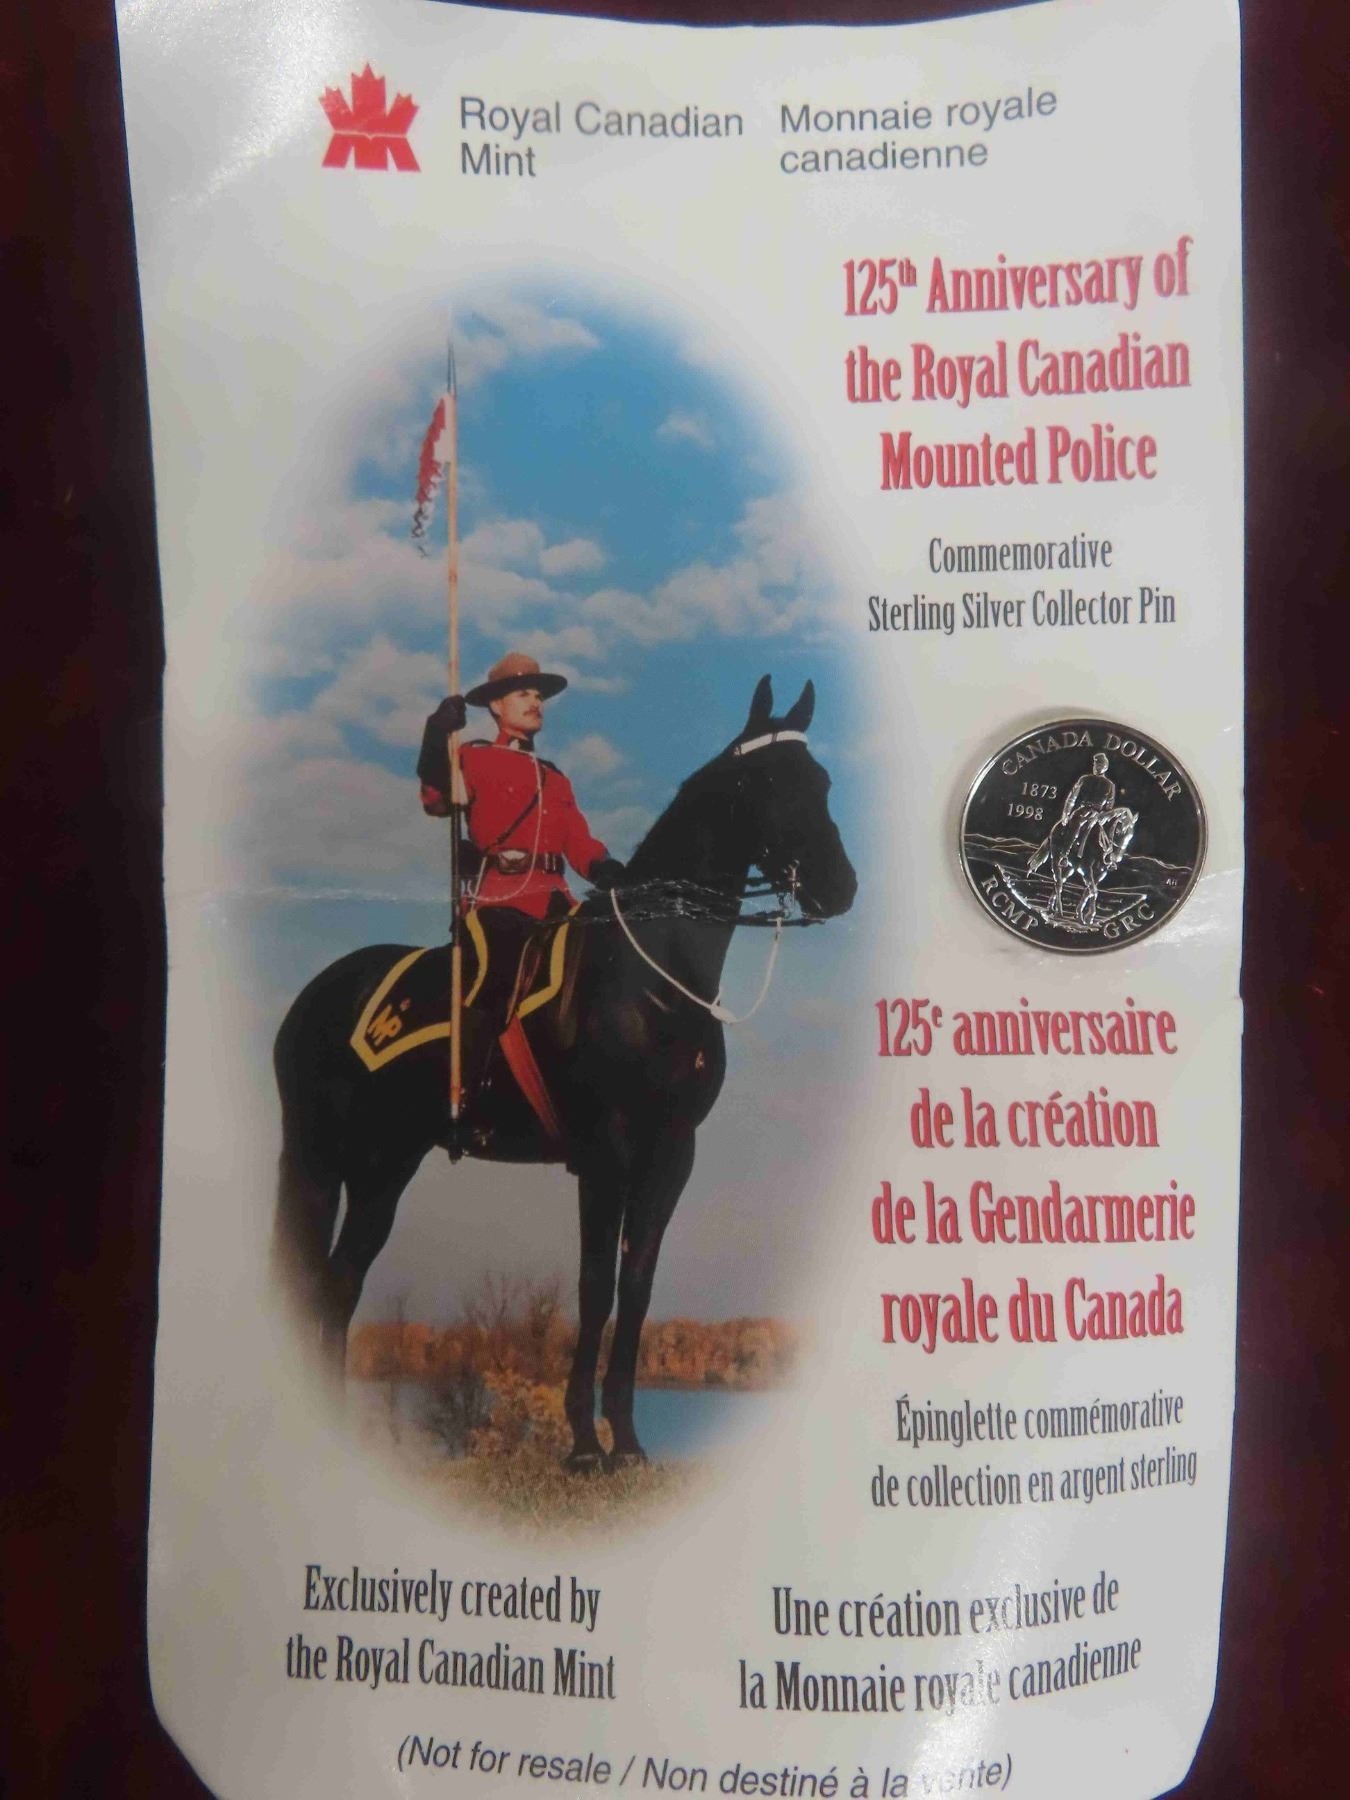 Royal Canadian
Mint
Monnaie royale
canadienne
125th Anniversary of
the Royal Canadian
Mounted Police
Commemorative
Sterling Silver Collector Pin
CANADA DOLLAR
1873
1998
RCMP GRC
125e anniversaire
de la création
de la Gendarmerie
royale du Canada
Épinglette commémorative
de collection en argent sterling
Exclusively created by
the Royal Canadian Mint
Une création exclusive de
la Monnaie royale canadienne
(Not for resale / Non destiné à la vente)